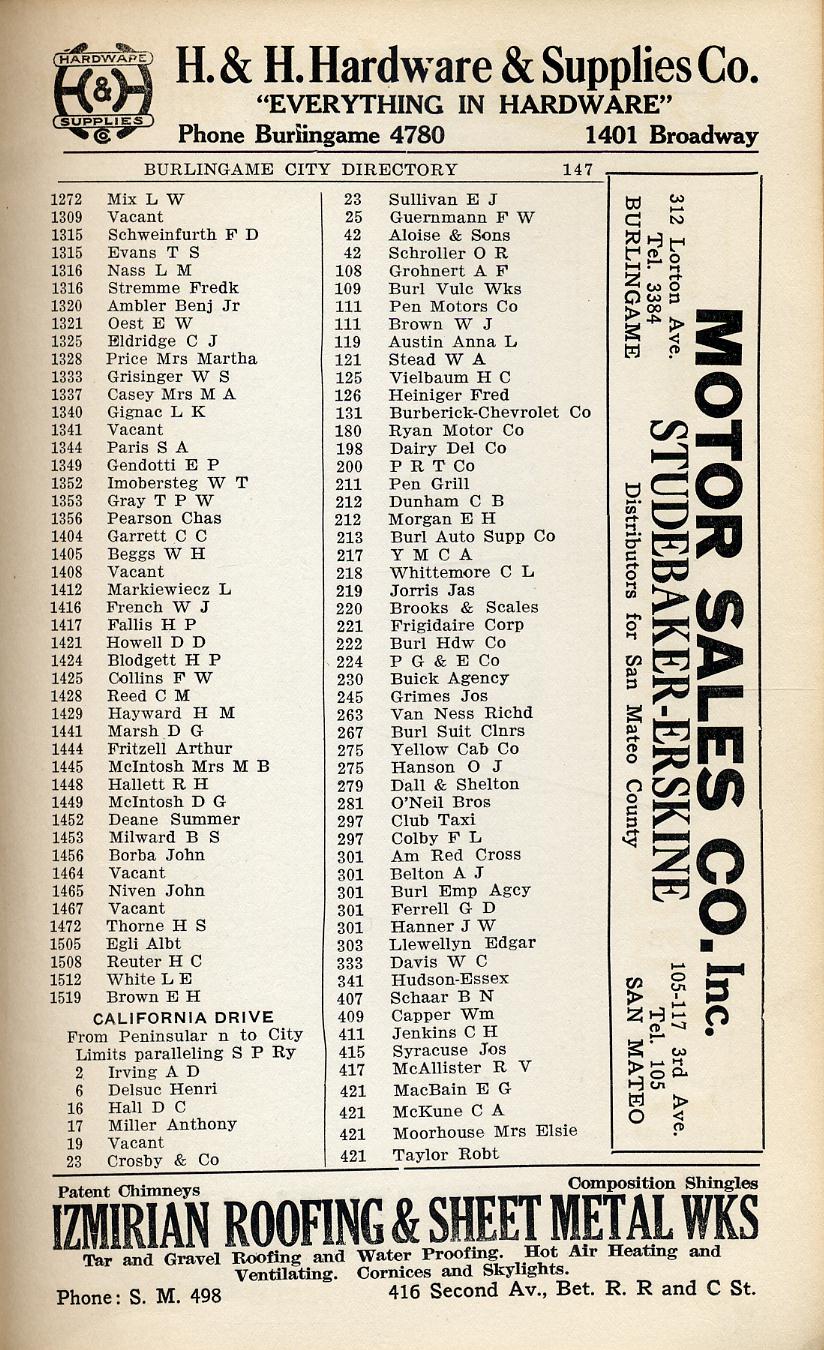 HARDWARE
H & H
SUPPLIES
Co
H. & H. Hardware & Supplies Co.
"EVERYTHING IN HARDWARE"
Phone Burlingame 4780 1401 Broadway
BURLINGAME CITY DIRECTORY 147
1272 Mix L W
1309 Vacant
1315 Schweinfurth F D
1315 Evans T S
1316 Nass L M
1316 Stremme Fredk
1320 Ambler Benj Jr
1321 Oest E W
1325 Eldridge C J
1328 Price Mrs Martha
1333 Grisinger W S
1337 Casey Mrs M A
1340 Gignac L K
1341 Vacant
1344 Paris S A
1349 Gendotti E P
1352 Imobersteg W T
1353 Gray T P W
1356 Pearson Chas
1404 Garrett C C
1405 Beggs W H
1408 Vacant
1412 Markiewiecz L
1416 French W J
1417 Fallis H P
1421 Howell D D
1424 Blodgett H P
1425 Collins F W
1428 Reed C M
1429 Hayward H M
1441 Marsh D G
1444 Fritzell Arthur
1445 McIntosh Mrs M B
1448 Hallett R H
1449 McIntosh D G
1452 Deane Summer
1453 Milward B S
1456 Borba John
1464 Vacant
1465 Niven John
1467 Vacant
1472 Thorne H S
1505 Egli Albt
1508 Reuter H C
1512 White L E
1519 Brown E H
CALIFORNIA DRIVE
From Peninsular n to City
Limits paralleling S P Ry
2 Irving A D
6 Delsuc Henri
16 Hall D C
17 Miller Anthony
19 Vacant
23 Crosby & Co
23 Sullivan E J
25 Guernmann F W
42 Aloise & Sons
42 Schroller O R
108 Grohnert A F
109 Burl Vulc Wks
111 Pen Motors Co
111 Brown W J
119 Austin Anna L
121 Stead W A
125 Vielbaum H C
126 Heiniger Fred
131 Burberick-Chevrolet Co
180 Ryan Motor Co
198 Dairy Del Co
200 P R T Co
211 Pen Grill
212 Dunham C B
212 Morgan E H
213 Burl Auto Supp Co
217 Y M C A
218 Whittemore C L
219 Jorris Jas
220 Brooks & Scales
221 Frigidaire Corp
222 Burl Hdw Co
224 P G & E Co
230 Buick Agency
245 Grimes Jos
263 Van Ness Richd
267 Burl Suit Clnrs
275 Yellow Cab Co
275 Hanson O J
279 Dall & Shelton
281 O'Neil Bros
297 Club Taxi
297 Colby F L
301 Am Red Cross
301 Belton A J
301 Burl Emp Agcy
301 Ferrell G D
301 Hanner J W
303 Llewellyn Edgar
333 Davis W C
341 Hudson-Essex
407 Schaar B N
409 Capper Wm
411 Jenkins C H
415 Syracuse Jos
417 McAllister R V
421 MacBain E G
421 McKune C A
421 Moorhouse Mrs Elsie
421 Taylor Robt
MOTOR SALES CO. Inc.
STUDEBAKER-ERSKINE
Distributors for San Mateo County
312 Lorton Ave.
Tel. 3384
BURLINGAME
105-117 3rd Ave.
Tel. 105
SAN MATEO
Patent Chimneys Composition Shingles
IZMIRIAN ROOFING & SHEET METAL WKS
Tar and Gravel Roofing and Water Proofing. Hot Air Heating and
Ventilating. Cornices and Skylights.
Phone: S. M. 498 416 Second Av., Bet. R. R and C St.